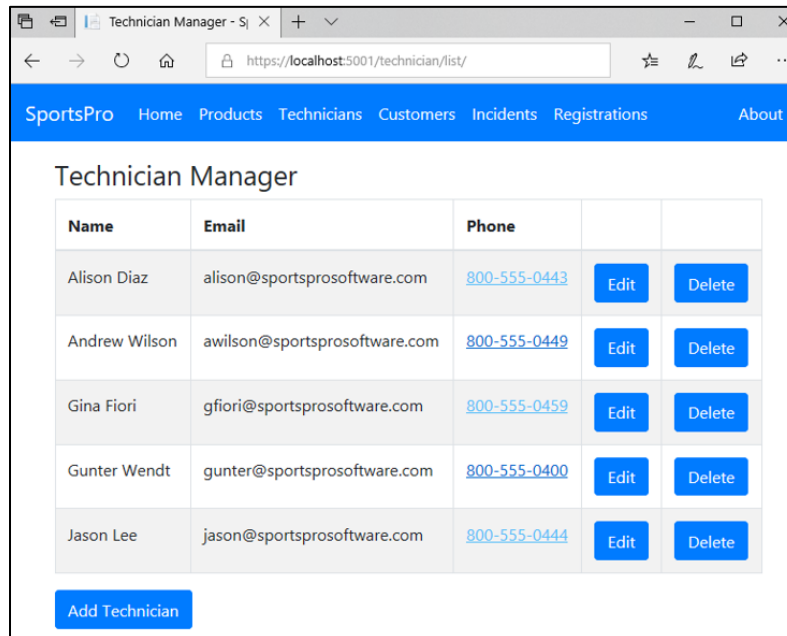 Technician Manager - S
https://localhost:5001/technician/list/
SportsPro Home Products Technicians Customers Incidents Registrations About
Technician Manager
Name Email Phone
Alison Diaz alison@sportsprosoftware.com 800-555-0443 Edit Delete
Andrew Wilson awilson@sportsprosoftware.com 800-555-0449 Edit Delete
Gina Fiori gfiori@sportsprosoftware.com 800-555-0459 Edit Delete
Gunter Wendt gunter@sportsprosoftware.com 800-555-0400 Edit Delete
Jason Lee jason@sportsprosoftware.com 800-555-0444 Edit Delete
Add Technician